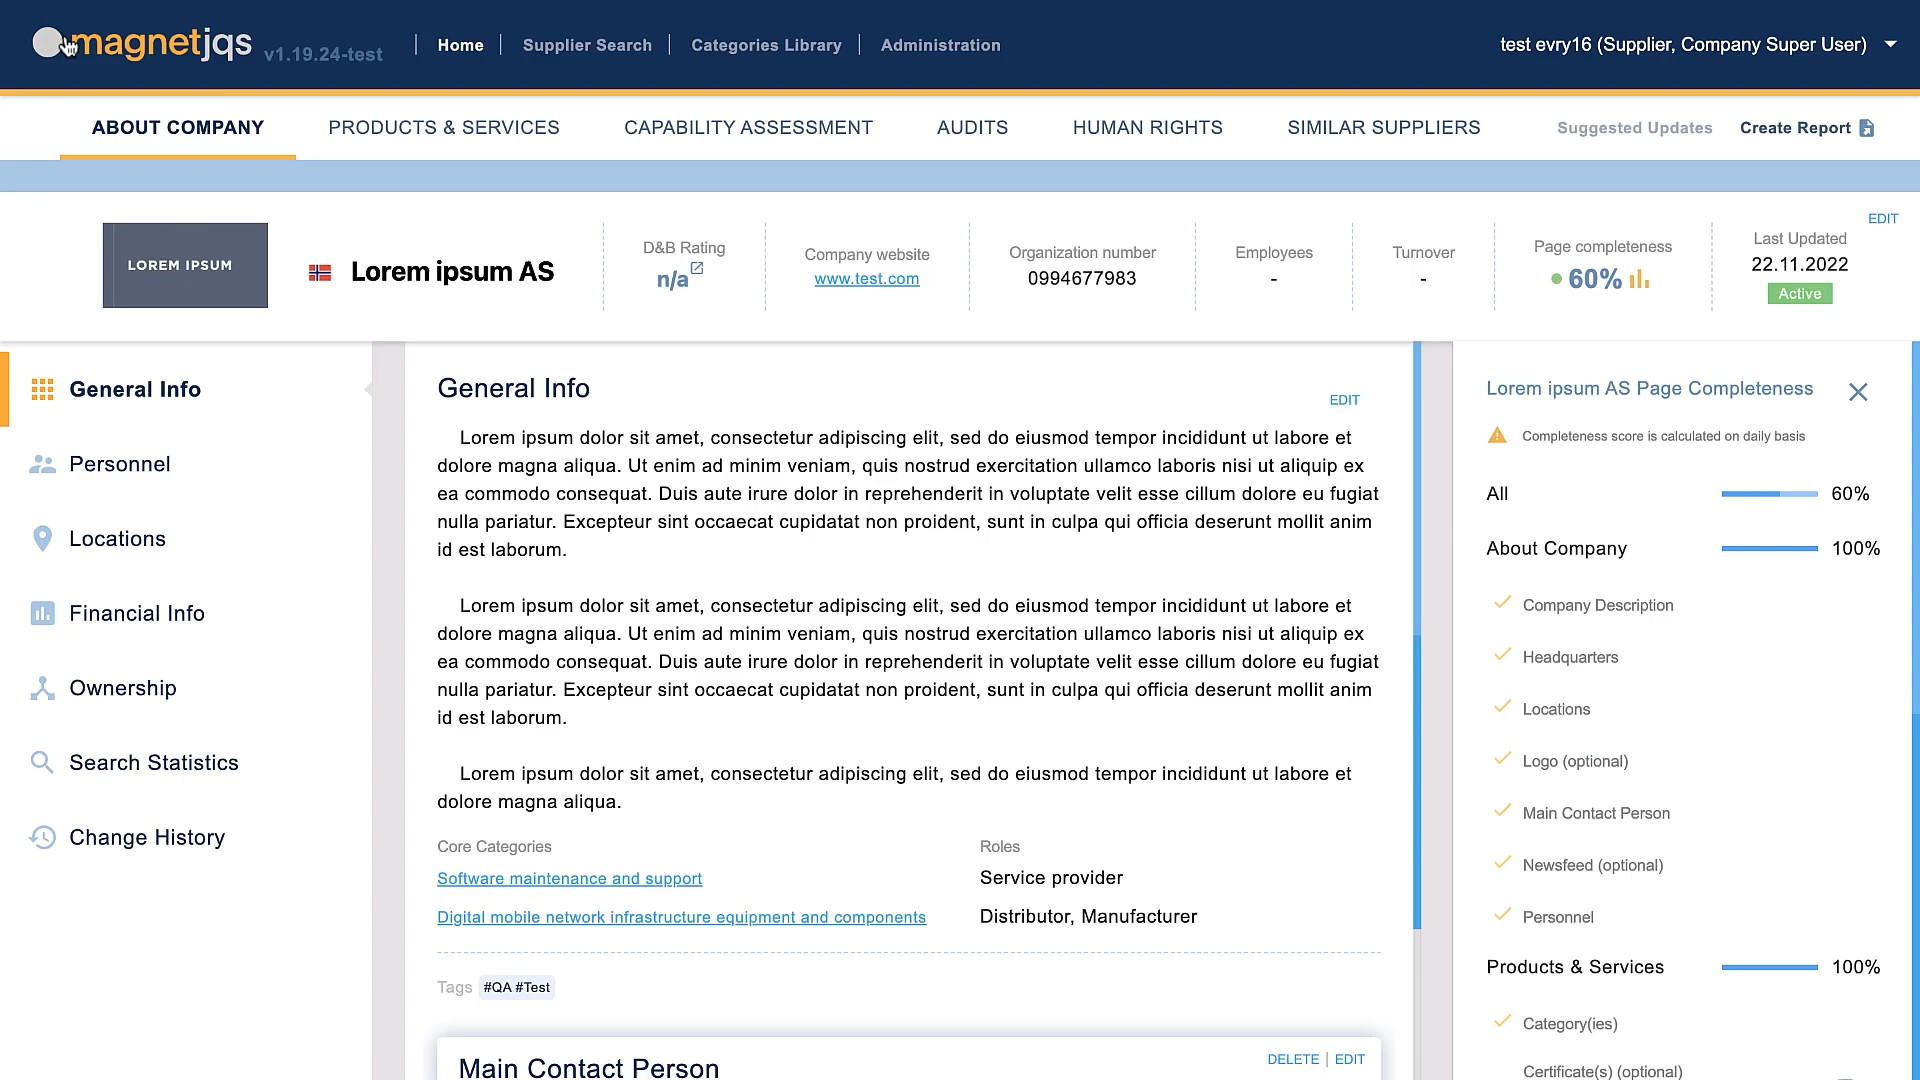 magnetjqs v1.19.24-test
Home
Supplier Search
Categories Library
Administration
test evry16 (Supplier, Company Super User)
ABOUT COMPANY
PRODUCTS & SERVICES
CAPABILITY ASSESSMENT
AUDITS
HUMAN RIGHTS
SIMILAR SUPPLIERS
Suggested Updates
Create Report
EDIT
LOREM IPSUM
Lorem ipsum AS
D&B Rating
n/a
Company website
www.test.com
Organization number
0994677983
Employees
-
Turnover
-
Page completeness
60%
Last Updated
22.11.2022
Active
General Info
Personnel
Locations
Financial Info
Ownership
Search Statistics
Change History
General Info
EDIT
Lorem ipsum dolor sit amet, consectetur adipiscing elit, sed do eiusmod tempor incididunt ut labore et
dolore magna aliqua. Ut enim ad minim veniam, quis nostrud exercitation ullamco laboris nisi ut aliquip ex
ea commodo consequat. Duis aute irure dolor in reprehenderit in voluptate velit esse cillum dolore eu fugiat
nulla pariatur. Excepteur sint occaecat cupidatat non proident, sunt in culpa qui officia deserunt mollit anim
id est laborum.
Lorem ipsum dolor sit amet, consectetur adipiscing elit, sed do eiusmod tempor incididunt ut labore et
dolore magna aliqua. Ut enim ad minim veniam, quis nostrud exercitation ullamco laboris nisi ut aliquip ex
ea commodo consequat. Duis aute irure dolor in reprehenderit in voluptate velit esse cillum dolore eu fugiat
nulla pariatur. Excepteur sint occaecat cupidatat non proident, sunt in culpa qui officia deserunt mollit anim
id est laborum.
Lorem ipsum dolor sit amet, consectetur adipiscing elit, sed do eiusmod tempor incididunt ut labore et
dolore magna aliqua.
Core Categories
Roles
Software maintenance and support
Service provider
Digital mobile network infrastructure equipment and components
Distributor, Manufacturer
Tags #QA #Test
Main Contact Person
DELETE | EDIT
Lorem ipsum AS Page Completeness
Completeness score is calculated on daily basis
All 60%
About Company 100%
Company Description
Headquarters
Locations
Logo (optional)
Main Contact Person
Newsfeed (optional)
Personnel
Products & Services 100%
Category(ies)
Certificate(s) (optional)